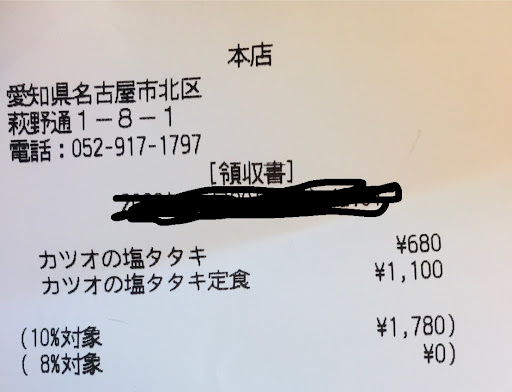 本店
愛知県名古屋市北区
萩野通1-8-1
電話:052-917-1797
[領収書]
カツオの塩タタキ ¥680
カツオの塩タタキ定食 ¥1,100
(10%対象 ¥1,780)
( 8%対象 ¥0)